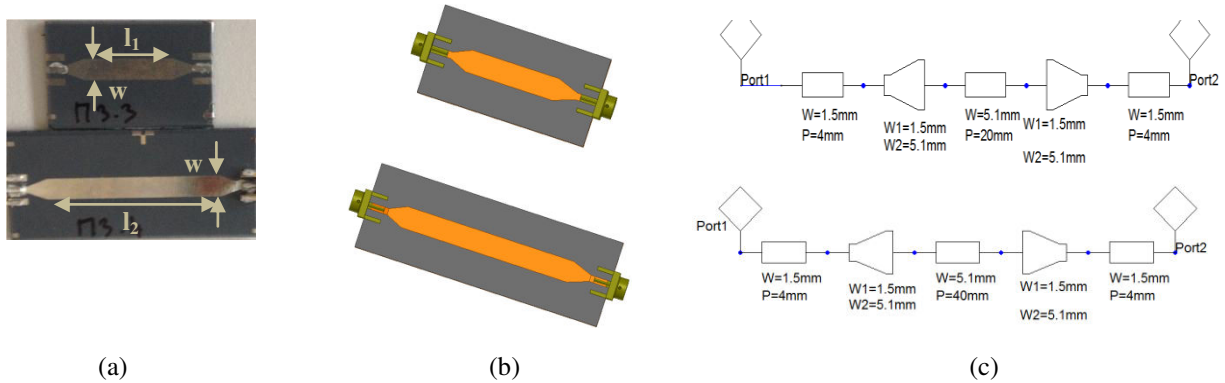 l₁
w
П3-3
w
l₂
П3-4
Port1
Port2
W=1.5mm
P=4mm
W1=1.5mm
W2=5.1mm
W=5.1mm
P=20mm
W1=1.5mm
W2=5.1mm
W=1.5mm
P=4mm
Port1
Port2
W=1.5mm
P=4mm
W1=1.5mm
W2=5.1mm
W=5.1mm
P=40mm
W1=1.5mm
W2=5.1mm
W=1.5mm
P=4mm
(a)
(b)
(c)